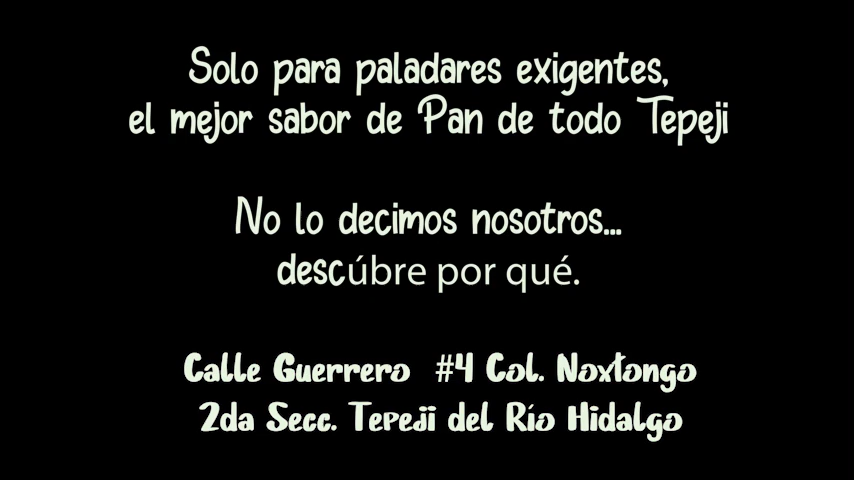 Solo para paladares exigentes,
el mejor sabor de Pan de todo Tepeji
No lo decimos nosotros...
descúbre por qué.
Calle Guerrero #4 Col. Noxtongo
2da Secc. Tepeji del Río Hidalgo